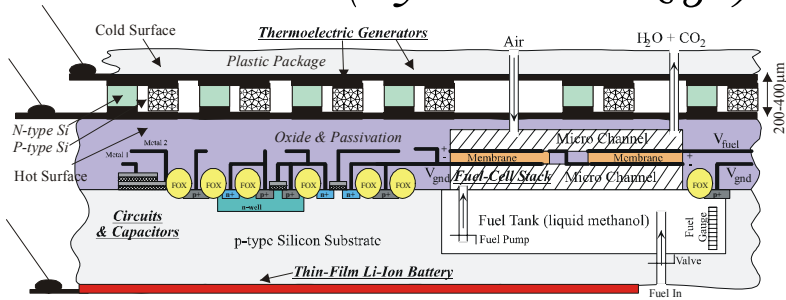 Cold Surface
Thermoelectric Generators
Air
H2O + CO2
Plastic Package
200-400μm
N-type Si
P-type Si
Oxide & Passivation
Metal 2
Metal 1
Hot Surface
Micro Channel
Vfuel
+
-
Membrane
Membrane
+
-
Vgnd
Fuel-Cell Stack
Micro Channel
Vgnd
FOX
FOX
FOX
FOX
FOX
FOX
FOX
p+
n+
p+
p+
n+
n+
p+
p+
n-well
Circuits
& Capacitors
p-type Silicon Substrate
Fuel Tank (liquid methanol)
Fuel Pump
Fuel
Gauge
Valve
Thin-Film Li-Ion Battery
Fuel In